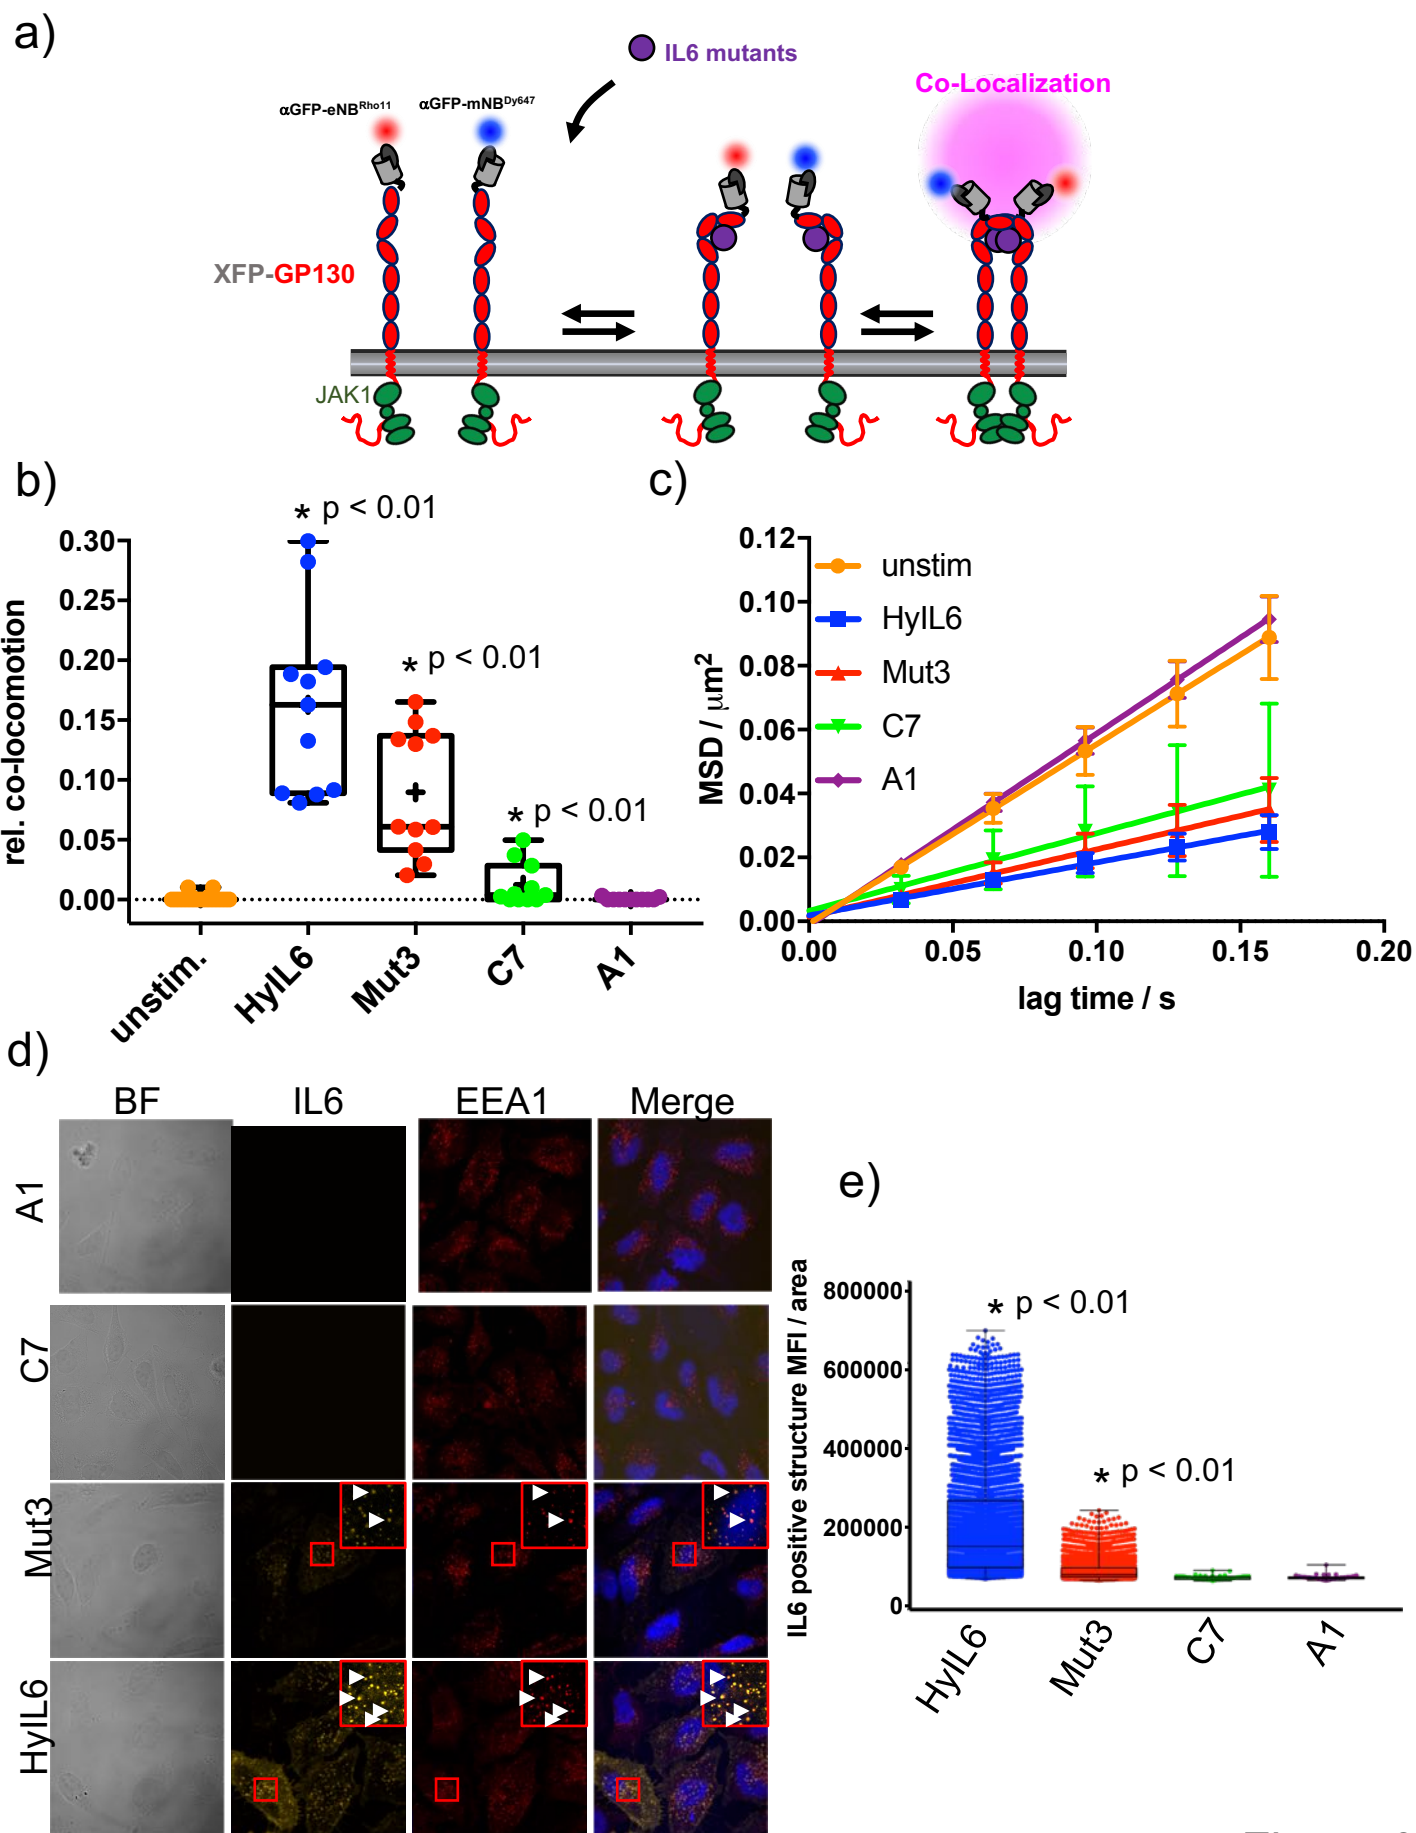 a)
IL6 mutants
Co-Localization
αGFP-eNBRho11
αGFP-mNBDy647
XFP-GP130
JAK1
b)
* p < 0.01
* p < 0.01
* p < 0.01
0.30
0.25
0.20
0.15
0.10
0.05
0.00
rel. co-locomotion
unstim.
HyIL6
Mut3
C7
A1
c)
0.12
0.10
0.08
0.06
0.04
0.02
0.00
MSD / µm2
unstim
HyIL6
Mut3
C7
A1
0.00
0.05
0.10
0.15
0.20
lag time / s
d)
BF
IL6
EEA1
Merge
A1
C7
Mut3
HyIL6
e)
IL6 positive structure MFI / area
800000
600000
400000
200000
0
* p < 0.01
* p < 0.01
HyIL6
Mut3
C7
A1